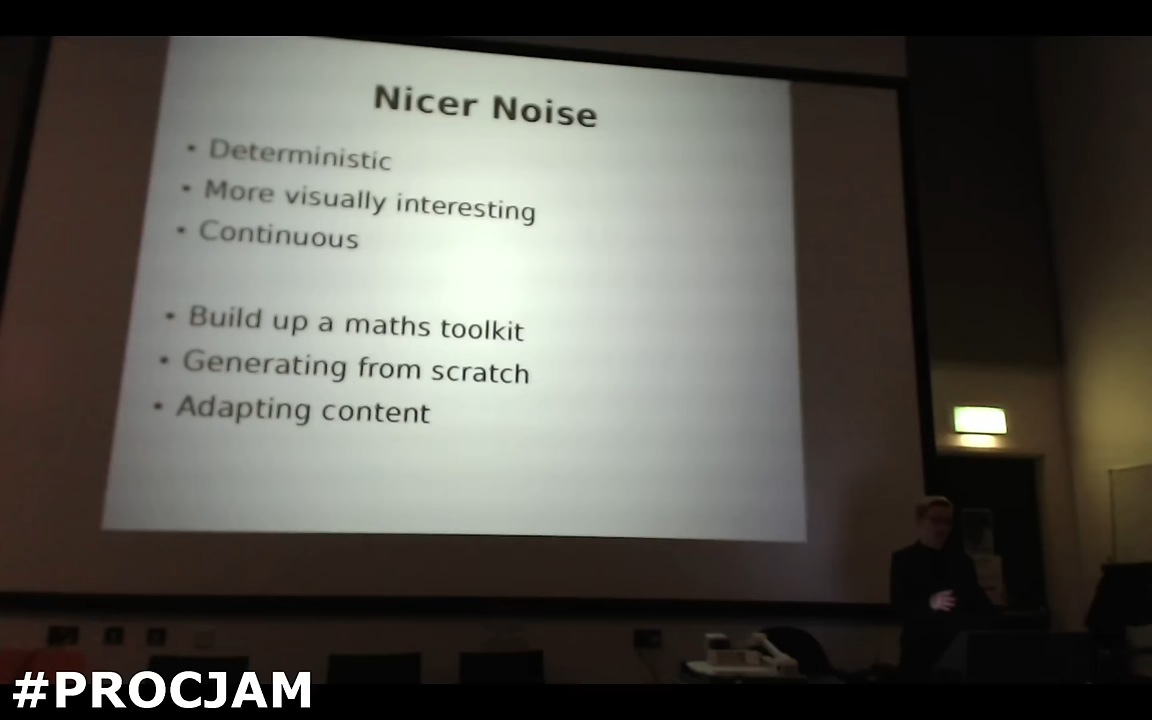 Nicer Noise
• Deterministic
• More visually interesting
• Continuous
• Build up a maths toolkit
• Generating from scratch
• Adapting content
#PROCJAM